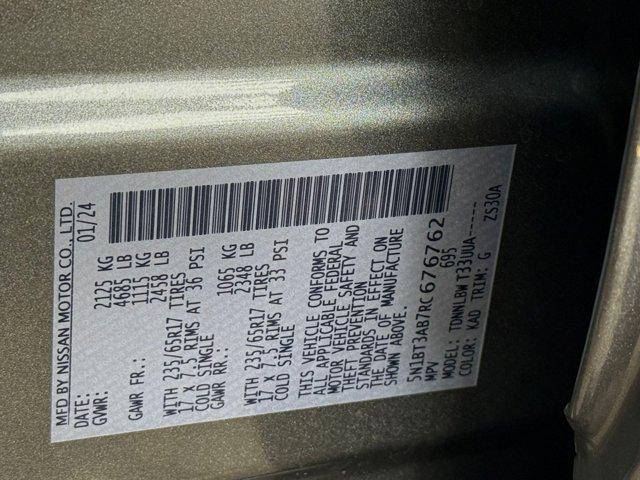 MFD BY NISSAN MOTOR CO., LTD.
DATE: 01/24
GVWR: 2125 KG
4685 LB
GAWR FR.: 1115 KG
2458 LB
WITH 235/65R17 TIRES
17 X 7.5 RIMS AT 36 PSI
COLD SINGLE
GAWR RR.: 1065 KG
2348 LB
WITH 235/65R17 TIRES
17 X 7.5 RIMS AT 33 PSI
COLD SINGLE
THIS VEHICLE CONFORMS TO
ALL APPLICABLE FEDERAL
MOTOR VEHICLE SAFETY AND
THEFT PREVENTION
STANDARDS IN EFFECT ON
THE DATE OF MANUFACTURE
SHOWN ABOVE.
5N1BT3AB7RC676762
MPV 695
MODEL: TDNNLBW T33UUA------
COLOR: KAD TRIM: G ZS30A